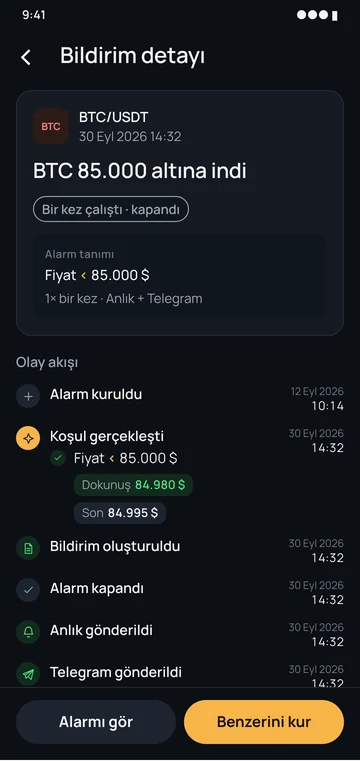 9:41
Bildirim detayı
BTC
BTC/USDT
30 Eyl 2026 14:32
BTC 85.000 altına indi
Bir kez çalıştı · kapandı
Alarm tanımı
Fiyat < 85.000 $
1× bir kez · Anlık + Telegram
Olay akışı
Alarm kuruldu
12 Eyl 2026
10:14
Koşul gerçekleşti
30 Eyl 2026
14:32
Fiyat < 85.000 $
Dokunuş 84.980 $
Son 84.995 $
Bildirim oluşturuldu
30 Eyl 2026
14:32
Alarm kapandı
30 Eyl 2026
14:32
Anlık gönderildi
30 Eyl 2026
14:32
Telegram gönderildi
30 Eyl 2026
14:32
Alarmı gör
Benzerini kur